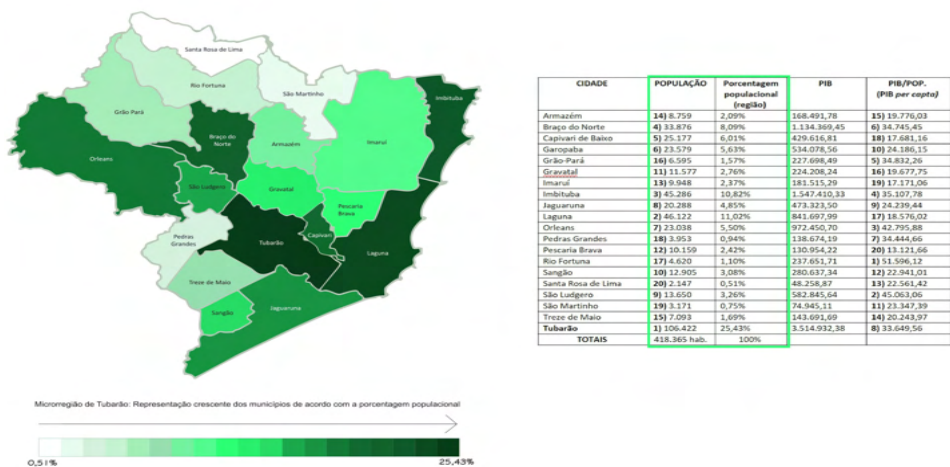 Santa Rosa de Lima
Rio Fortuna
São Martinho
Imbituba
Grão Pará
Braço do
Norte
Armazém
Imaruí
Orleans
São Ludgero
Gravatal
Pescaria
Brava
Pedras
Grandes
Tubarão
Capivari
Laguna
Treze de Maio
Sangão
Jaguaruna
Microrregião de Tubarão: Representação crescente dos municípios de acordo com a porcentagem populacional
0,51% 25,43%
CIDADE POPULAÇÃO Porcentagem populacional (região) PIB PIB/POP. (PIB per capta)
Armazém 14) 8.759 2,09% 168.491,78 15) 19.776,03
Braço do Norte 4) 33.876 8,09% 1.134.369,45 6) 34.745,45
Capivari de Baixo 5) 25.177 6,01% 429.616,81 18) 17.681,16
Garopaba 6) 23.579 5,63% 534.078,56 10) 24.186,15
Grão-Pará 16) 6.595 1,57% 227.698,49 5) 34.832,26
Gravatal 11) 11.577 2,76% 224.208,24 16) 19.677,75
Imaruí 13) 9.948 2,37% 181.515,29 19) 17.171,06
Imbituba 3) 45.286 10,82% 1.547.410,33 4) 35.107,78
Jaguaruna 8) 20.288 4,85% 473.323,50 9) 24.239,44
Laguna 2) 46.122 11,02% 841.697,99 17) 18.576,02
Orleans 7) 23.038 5,50% 972.450,70 3) 42.795,88
Pedras Grandes 18) 3.953 0,94% 138.674,19 7) 34.444,66
Pescaria Brava 12) 10.159 2,42% 130.954,22 20) 13.121,66
Rio Fortuna 17) 4.620 1,10% 237.651,71 1) 51.596,12
Sangão 10) 12.905 3,08% 280.637,34 12) 22.941,01
Santa Rosa de Lima 20) 2.147 0,51% 48.258,87 13) 22.561,42
São Ludgero 9) 13.650 3,26% 582.845,64 2) 45.063,06
São Martinho 19) 3.171 0,75% 74.945,11 11) 23.347,39
Treze de Maio 15) 7.093 1,69% 143.691,69 14) 20.243,97
Tubarão 1) 106.422 25,43% 3.514.932,38 8) 33.649,56
TOTAIS 418.365 hab. 100%